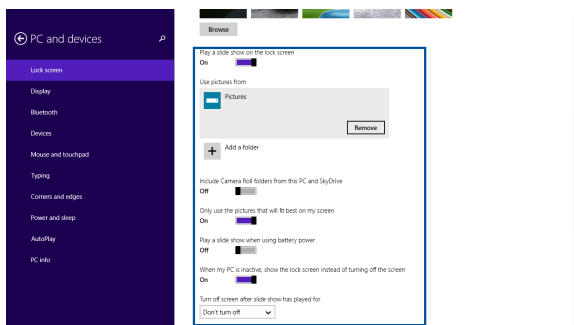 PC and devices
Lock screen
Display
Bluetooth
Devices
Mouse and touchpad
Typing
Corners and edges
Power and sleep
AutoPlay
PC info
Browse
Play a slide show on the lock screen
On
Use pictures from
Pictures
Remove
Add a folder
Include Camera Roll folders from this PC and SkyDrive
Off
Only use the pictures that will fit best on my screen
On
Play a slide show when using battery power
Off
When my PC is inactive, show the lock screen instead of turning off the screen
On
Turn off screen after slide show has played for
Don't turn off